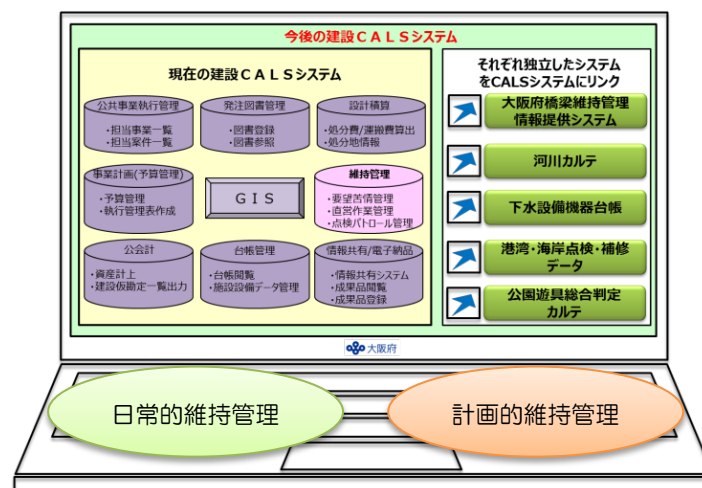 今後の建設ＣＡＬＳシステム
現在の建設ＣＡＬＳシステム
公共事業執行管理
・担当事業一覧
・担当案件一覧
発注図書管理
・図書登録
・図書参照
設計積算
・処分費/運搬費算出
・処分地情報
事業計画(予算管理)
・予算管理
・執行管理表作成
ＧＩＳ
維持管理
・要望苦情管理
・直営作業管理
・点検パトロール管理
公会計
・資産計上
・建設仮勘定一覧出力
台帳管理
・台帳閲覧
・施設設備データ管理
情報共有/電子納品
・情報共有システム
・成果品閲覧
・成果品登録
それぞれ独立したシステム
をCALSシステムにリンク
大阪府橋梁維持管理
情報提供システム
河川カルテ
下水設備機器台帳
港湾・海岸点検・補修
データ
公園遊具総合判定
カルテ
大阪府
日常的維持管理
計画的維持管理